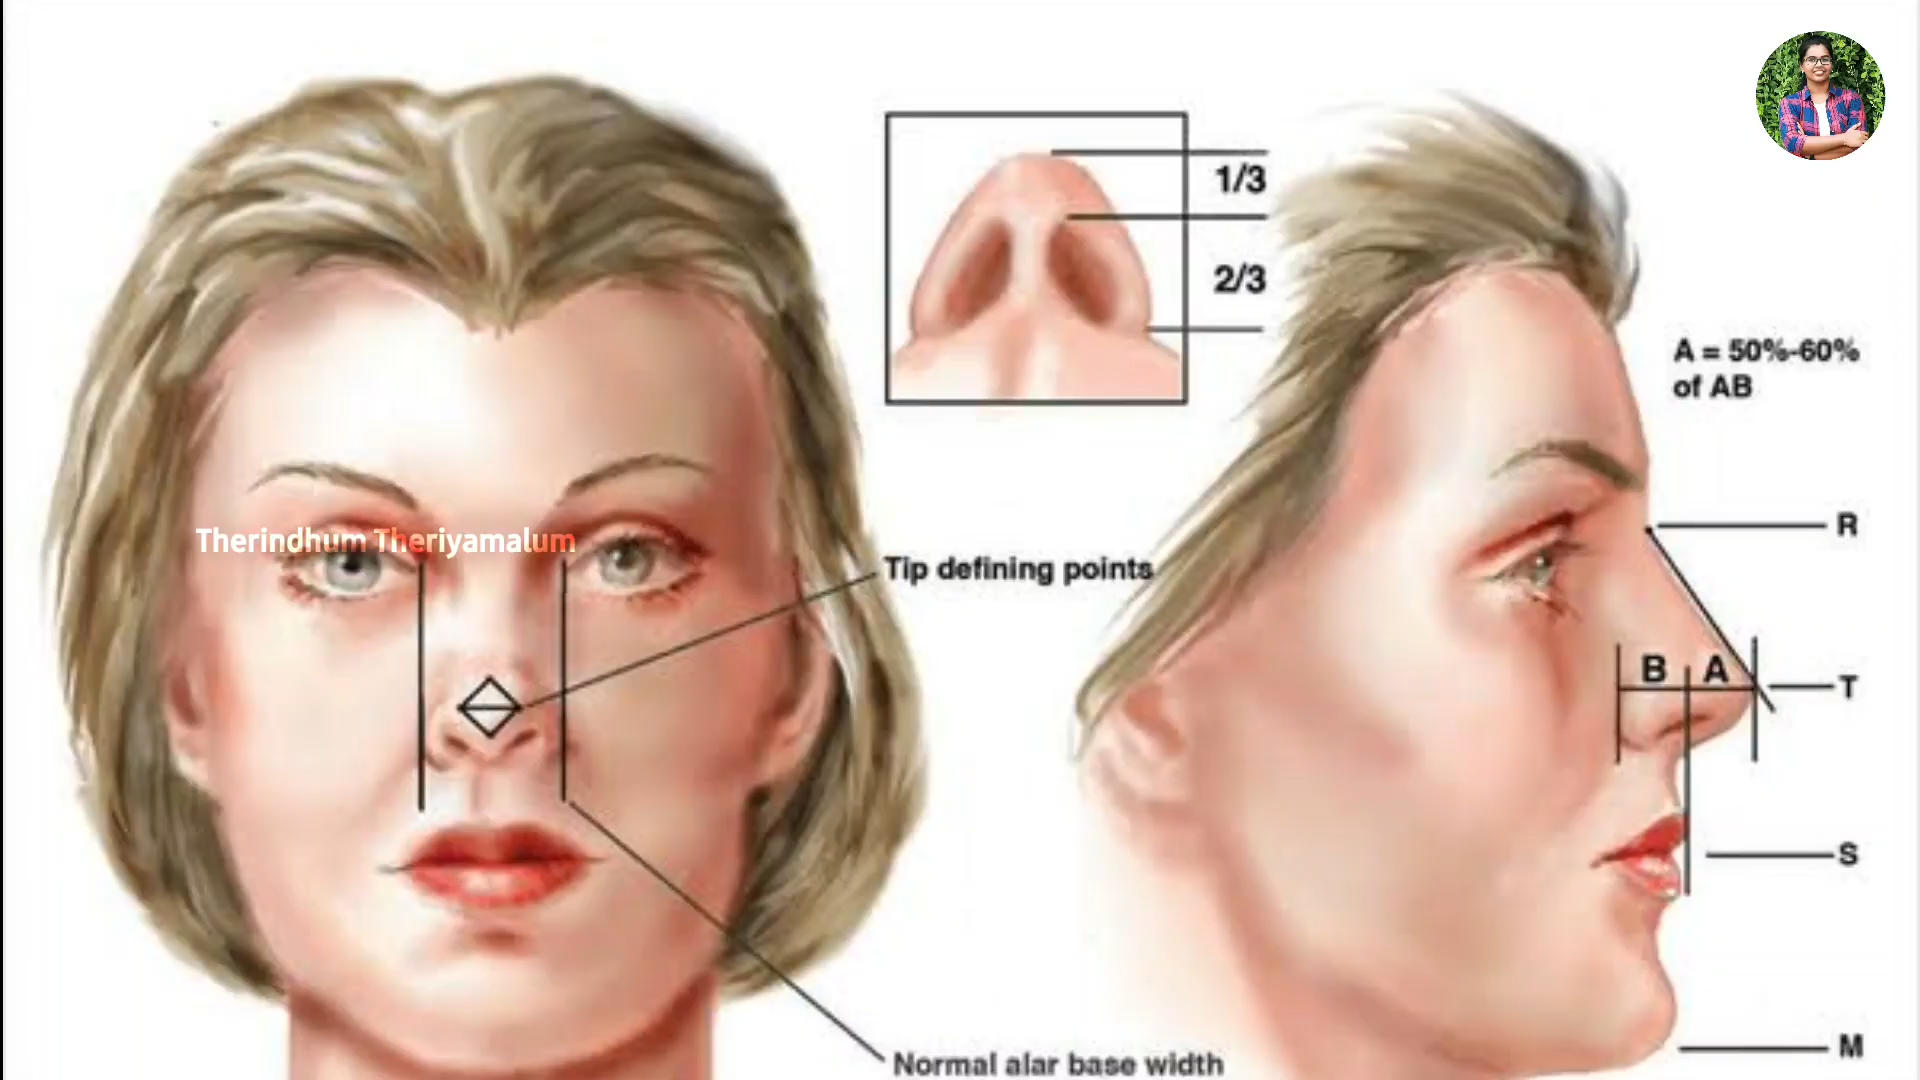 1/3
2/3
A = 50%-60%
of AB
R
Therindhum Theriyamalum
Tip defining points
B A
T
S
M
Normal alar base width